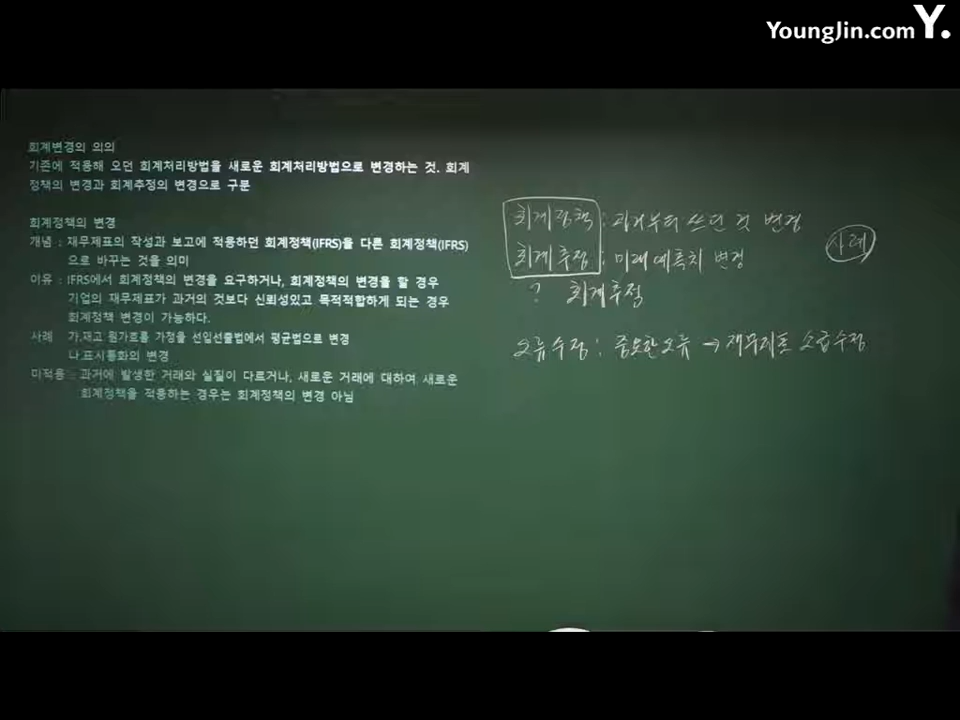 YoungJin.com Y.
회계변경의 의의
기존에 적용해 오던 회계처리방법을 새로운 회계처리방법으로 변경하는 것. 회계
정책의 변경과 회계추정의 변경으로 구분
회계정책의 변경
개념 : 재무제표의 작성과 보고에 적용하던 회계정책(IFRS)을 다른 회계정책(IFRS)
으로 바꾸는 것을 의미
이유 : IFRS에서 회계정책의 변경을 요구하거나, 회계정책의 변경을 할 경우
기업의 재무제표가 과거의 것보다 신뢰성있고 목적적합하게 되는 경우
회계정책 변경이 가능하다.
사례 가.재고 원가흐름 가정을 선입선출법에서 평균법으로 변경
나.표시통화의 변경
미적용 : 과거에 발생한 거래와 실질이 다르거나, 새로운 거래에 대하여 새로운
회계정책을 적용하는 경우는 회계정책의 변경 아님
회계정책 : 과거부터 쓰던 것 변경
회계추정 : 미래예측치 변경
사례
? 회계추정
오류수정 : 중요한 오류 → 재무제표 소급수정